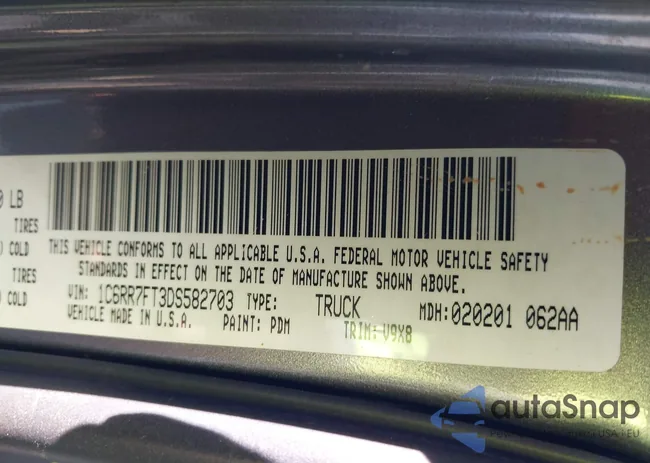 0 LB
TIRES
COLD
TIRES
COLD
THIS VEHICLE CONFORMS TO ALL APPLICABLE U.S.A. FEDERAL MOTOR VEHICLE SAFETY
STANDARDS IN EFFECT ON THE DATE OF MANUFACTURE SHOWN ABOVE.
VIN: 1C6RR7FT3DS582703 TYPE: TRUCK MDH:020201 062AA
VEHICLE MADE IN U.S.A. PAINT: PDM TRIM: V9X8
autoSnap